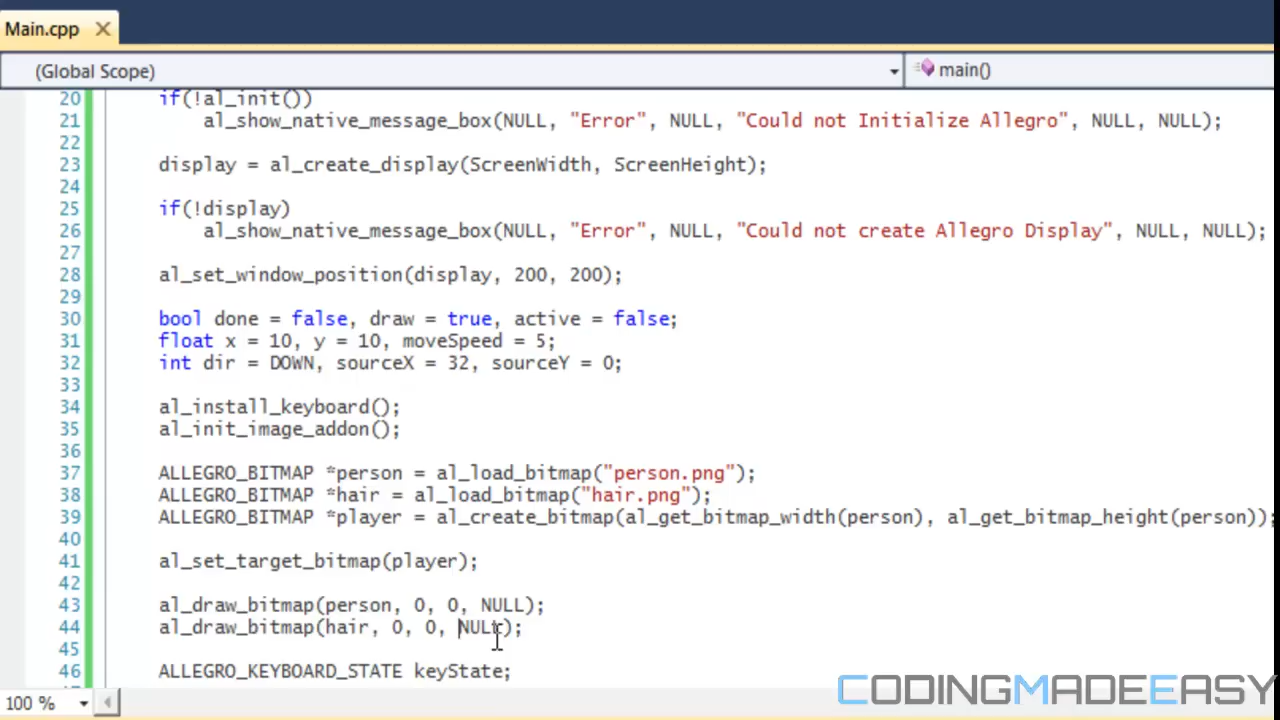 Main.cpp
(Global Scope) main()
20 if(!al_init())
21 al_show_native_message_box(NULL, "Error", NULL, "Could not Initialize Allegro", NULL, NULL);
22
23 display = al_create_display(ScreenWidth, ScreenHeight);
24
25 if(!display)
26 al_show_native_message_box(NULL, "Error", NULL, "Could not create Allegro Display", NULL, NULL);
27
28 al_set_window_position(display, 200, 200);
29
30 bool done = false, draw = true, active = false;
31 float x = 10, y = 10, moveSpeed = 5;
32 int dir = DOWN, sourceX = 32, sourceY = 0;
33
34 al_install_keyboard();
35 al_init_image_addon();
36
37 ALLEGRO_BITMAP *person = al_load_bitmap("person.png");
38 ALLEGRO_BITMAP *hair = al_load_bitmap("hair.png");
39 ALLEGRO_BITMAP *player = al_create_bitmap(al_get_bitmap_width(person), al_get_bitmap_height(person));
40
41 al_set_target_bitmap(player);
42
43 al_draw_bitmap(person, 0, 0, NULL);
44 al_draw_bitmap(hair, 0, 0, NULL);
45
46 ALLEGRO_KEYBOARD_STATE keyState;
100 %
CODINGMADEEASY